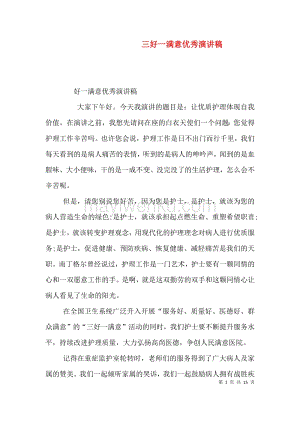 三好一满意优秀演讲稿
好一满意优秀演讲稿
大家下午好。今天我演讲的题目是：让优质护理体现自我
价值。在演讲之前，我想先请问在座的白衣天使们一个问题，您觉
得护理工作辛苦吗。也许您会说，护理工作是日不出门而行千里，我们
每天看到的是病人痛苦的表情，听到的是病人的呻吟声，闻到的是血
腥味、大小便味，干的是一成不变、没完没了的生活护理，怎么会不
辛苦呢。
但是，请您别说您好苦，因为您是护士，是护士，就该本该为您的
病人营造生命的绿色;是护士，就该承担起点燃生命、重塑希望职责
步，就该转变护理观念，用现代化的护理理念对病人进行优质服
务;是护士，促进健康、预防疾病、恢复健康、减轻痛苦是我们的天
职。南丁格尔曾经说过，护理工作是一门艺术，护士要有一颗同情的
心和一双愿意工作的手。是啊，就是这双勤劳的手和这颗同情心让
病人看见了生命的阳光。
在全国卫生系统广泛开入开展“服务好、质量好、医德好，群
众满意”的“三好一满意”活动的同时，我们护士要不断提升服务水
平，持续改进护理质量，大力弘扬高尚医德，争创人民满意医院。
记得在重症监护室轮转时，老师们的服务得到了广大病人及家
属的赞美，我们一起倾听家属的哭诉，我们一起鼓励病人拥有战胜疾
第 1 页 共 15 页